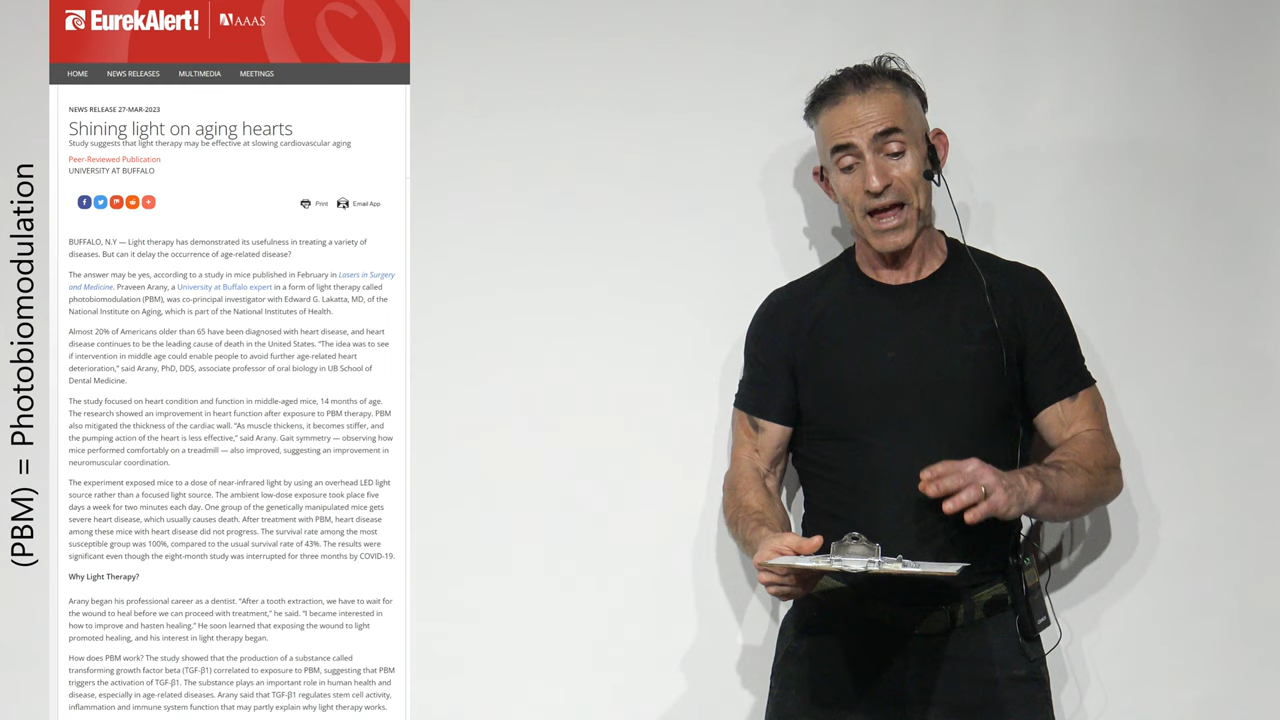 (PBM) = Photobiomodulation
EurekAlert! AAAS
HOME NEWS RELEASES MULTIMEDIA MEETINGS
NEWS RELEASE 27-MAR-2023
Shining light on aging hearts
Study suggests that light therapy may be effective at slowing cardiovascular aging
Peer-Reviewed Publication
UNIVERSITY AT BUFFALO
Print Email App
BUFFALO, N.Y — Light therapy has demonstrated its usefulness in treating a variety of
diseases. But can it delay the occurrence of age-related disease?
The answer may be yes, according to a study in mice published in February in Lasers in Surgery
and Medicine. Praveen Arany, a University at Buffalo expert in a form of light therapy called
photobiomodulation (PBM), was co-principal investigator with Edward G. Lakatta, MD, of the
National Institute on Aging, which is part of the National Institutes of Health.
Almost 20% of Americans older than 65 have been diagnosed with heart disease, and heart
disease continues to be the leading cause of death in the United States. “The idea was to see
if intervention in middle age could enable people to avoid further age-related heart
deterioration,” said Arany, PhD, DDS, associate professor of oral biology in UB School of
Dental Medicine.
The study focused on heart condition and function in middle-aged mice, 14 months of age.
The research showed an improvement in heart function after exposure to PBM therapy. PBM
also mitigated the thickness of the cardiac wall. “As muscle thickens, it becomes stiffer, and
the pumping action of the heart is less effective,” said Arany. Gait symmetry — observing how
mice performed comfortably on a treadmill — also improved, suggesting an improvement in
neuromuscular coordination.
The experiment exposed mice to a dose of near-infrared light by using an overhead LED light
source rather than a focused light source. The ambient low-dose exposure took place five
days a week for two minutes each day. One group of the genetically manipulated mice gets
severe heart disease, which usually causes death. After treatment with PBM, heart disease
among these mice with heart disease did not progress. The survival rate among the most
susceptible group was 100%, compared to the usual survival rate of 43%. The results were
significant even though the eight-month study was interrupted for three months by COVID-19.
Why Light Therapy?
Arany began his professional career as a dentist. “After a tooth extraction, we have to wait for
the wound to heal before we can proceed with treatment,” he said. “I became interested in
how to improve and hasten healing.” He soon learned that exposing the wound to light
promoted healing, and his interest in light therapy began.
How does PBM work? The study showed that the production of a substance called
transforming growth factor beta (TGF-β1) correlated to exposure to PBM, suggesting that PBM
triggers the activation of TGF-β1. The substance plays an important role in human health and
disease, especially in age-related diseases. Arany said that TGF-β1 regulates stem cell activity,
inflammation and immune system function that may partly explain why light therapy works.